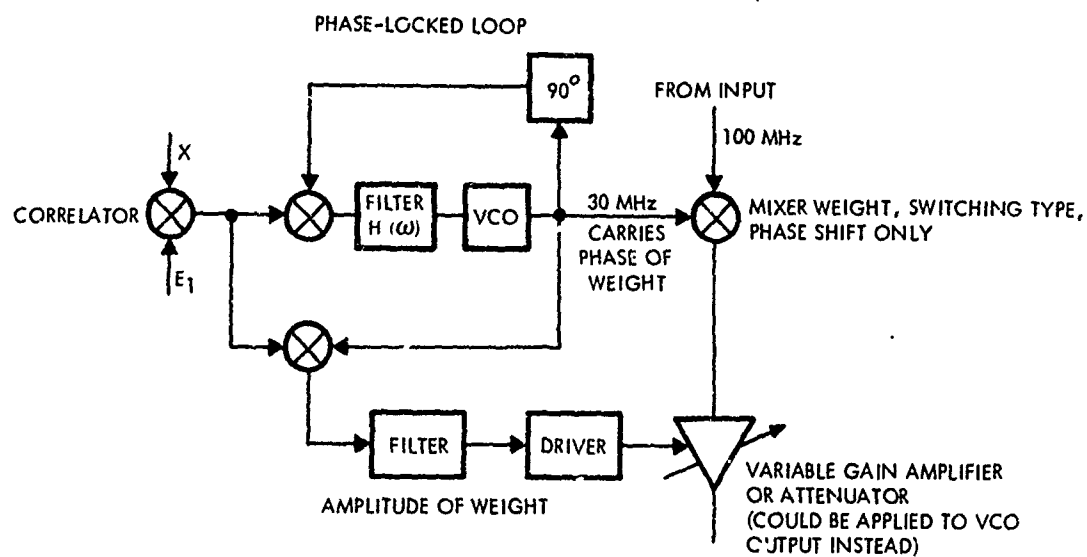 PHASE-LOCKED LOOP
90°
FROM INPUT
100 MHz
X
CORRELATOR
E1
FILTER
H (ω)
VCO
30 MHz
CARRIES
PHASE OF
WEIGHT
MIXER WEIGHT, SWITCHING TYPE,
PHASE SHIFT ONLY
FILTER
DRIVER
AMPLITUDE OF WEIGHT
VARIABLE GAIN AMPLIFIER
OR ATTENUATOR
(COULD BE APPLIED TO VCO
OUTPUT INSTEAD)